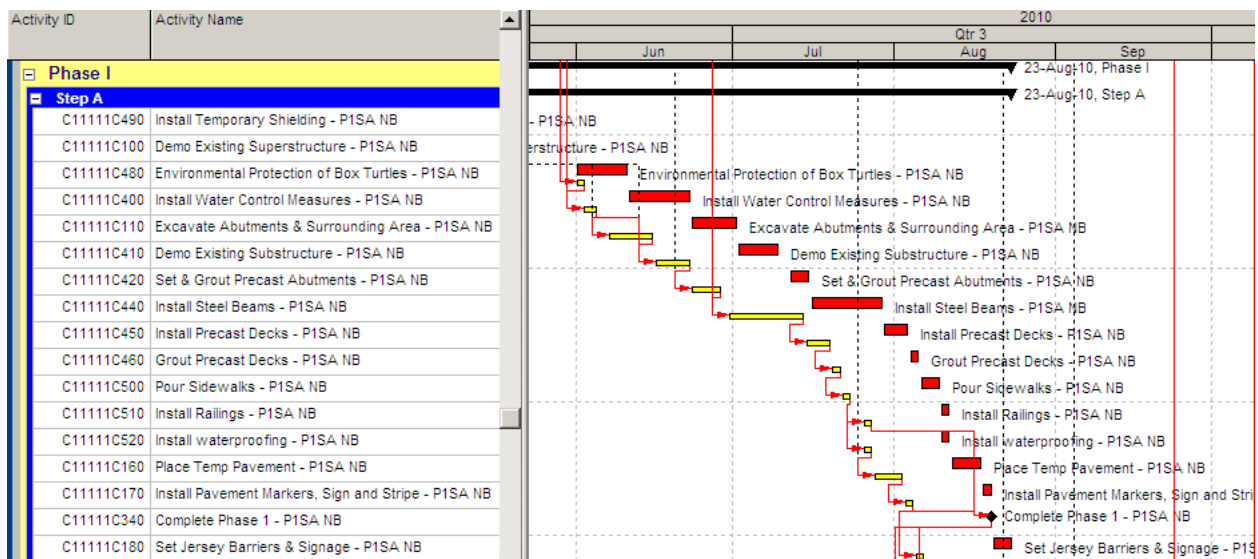 Activity ID Activity Name 2010
Qtr 3
Jun Jul Aug Sep
Phase I 23-Aug-10, Phase I
Step A 23-Aug-10, Step A
C11111C490 Install Temporary Shielding - P1SA NB - P1SA NB
C11111C100 Demo Existing Superstructure - P1SA NB erstructure - P1SA NB
C11111C480 Environmental Protection of Box Turtles - P1SA NB Environmental Protection of Box Turtles - P1SA NB
C11111C400 Install Water Control Measures - P1SA NB Install Water Control Measures - P1SA NB
C11111C110 Excavate Abutments & Surrounding Area - P1SA NB Excavate Abutments & Surrounding Area - P1SA NB
C11111C410 Demo Existing Substructure - P1SA NB Demo Existing Substructure - P1SA NB
C11111C420 Set & Grout Precast Abutments - P1SA NB Set & Grout Precast Abutments - P1SA NB
C11111C440 Install Steel Beams - P1SA NB Install Steel Beams - P1SA NB
C11111C450 Install Precast Decks - P1SA NB Install Precast Decks - P1SA NB
C11111C460 Grout Precast Decks - P1SA NB Grout Precast Decks - P1SA NB
C11111C500 Pour Sidewalks - P1SA NB Pour Sidewalks - P1SA NB
C11111C510 Install Railings - P1SA NB Install Railings - P1SA NB
C11111C520 Install waterproofing - P1SA NB Install waterproofing - P1SA NB
C11111C160 Place Temp Pavement - P1SA NB Place Temp Pavement - P1SA NB
C11111C170 Install Pavement Markers, Sign and Stripe - P1SA NB Install Pavement Markers, Sign and Stri
C11111C340 Complete Phase 1 - P1SA NB Complete Phase 1 - P1SA NB
C11111C180 Set Jersey Barriers & Signage - P1SA NB Set Jersey Barriers & Signage - P1S